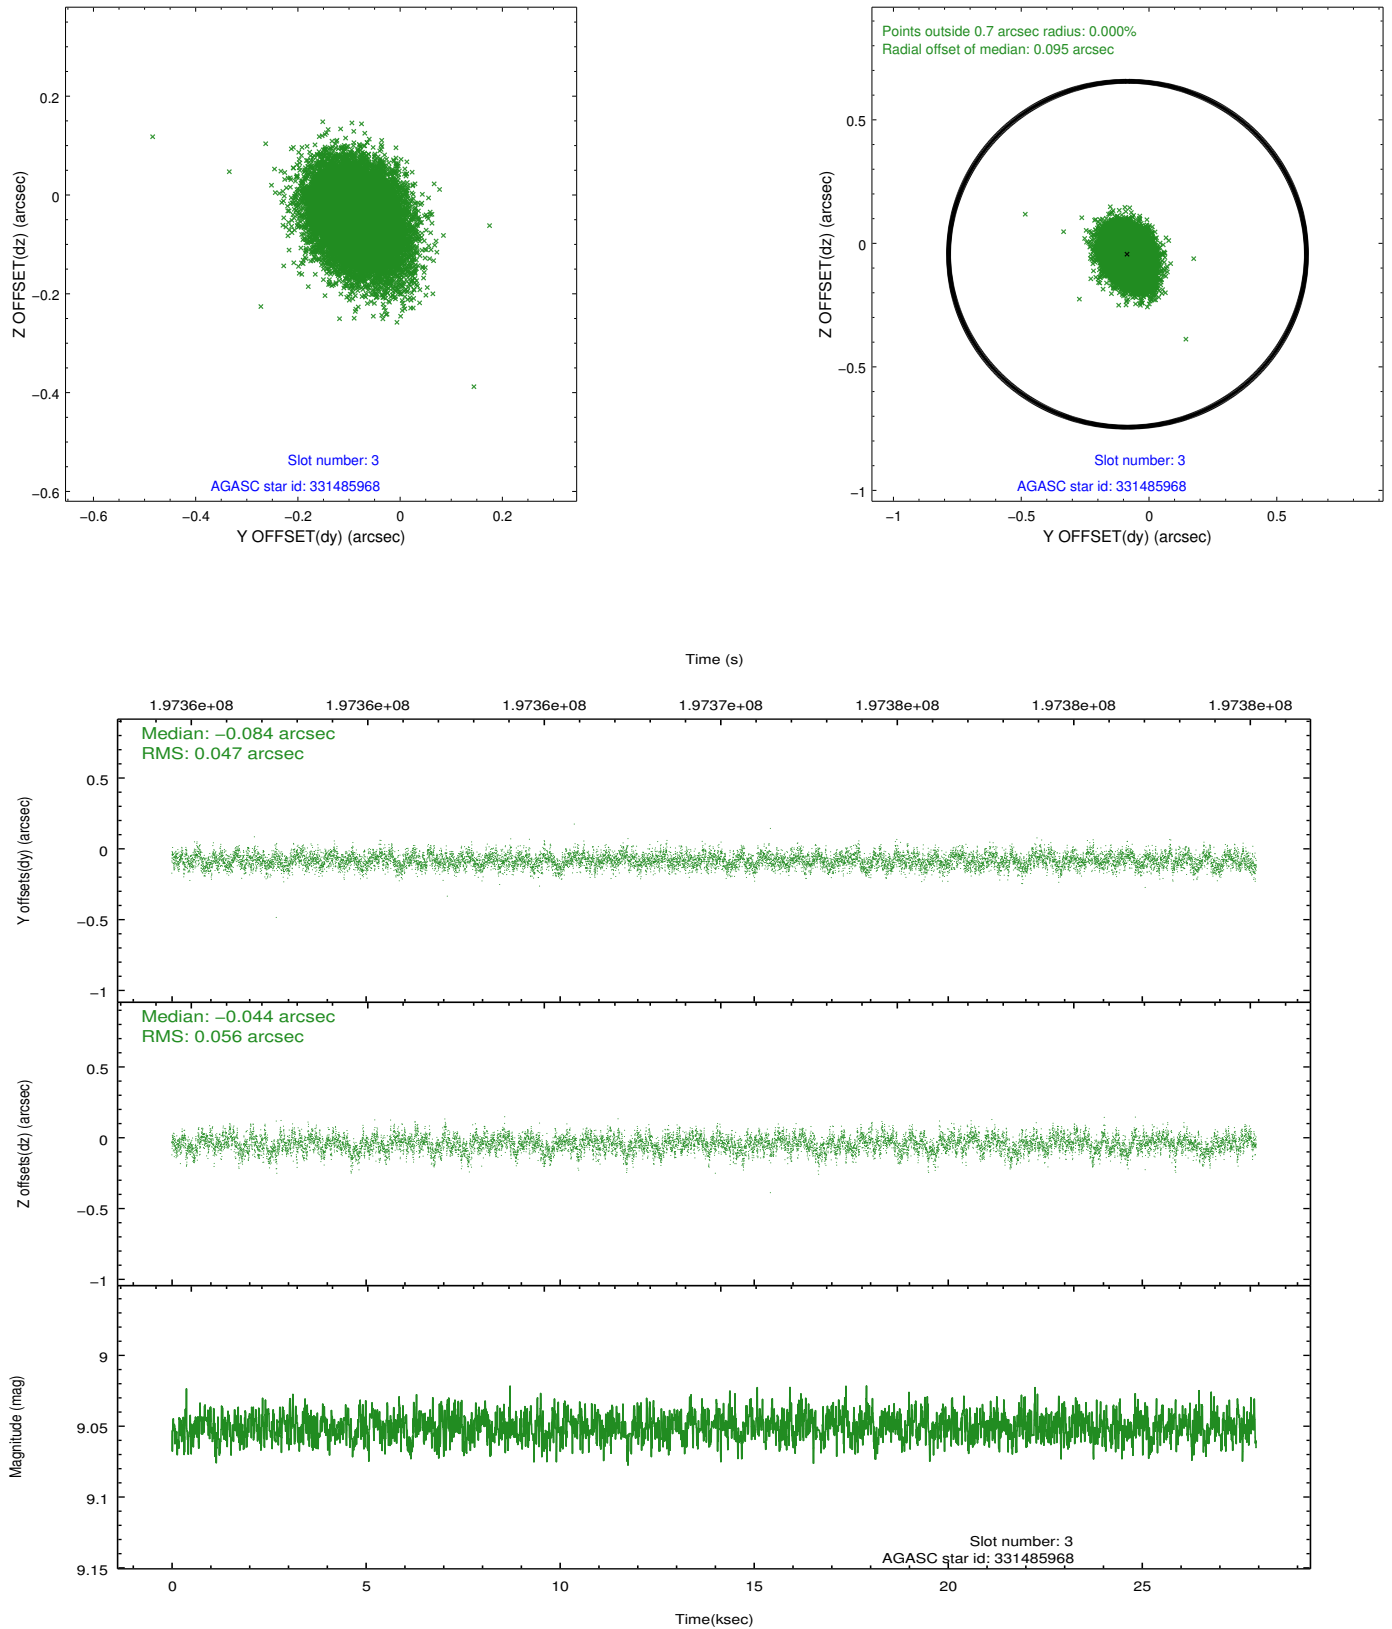 0.2
0
−0.2
−0.4
−0.6
Z OFFSET(dz) (arcsec)
Slot number: 3
AGASC star id: 331485968
−0.6
−0.4
−0.2
0
0.2
Y OFFSET(dy) (arcsec)
Points outside 0.7 arcsec radius: 0.000%
Radial offset of median: 0.095 arcsec
0.5
0
−0.5
−1
Z OFFSET(dz) (arcsec)
Slot number: 3
AGASC star id: 331485968
−1
−0.5
0
0.5
Y OFFSET(dy) (arcsec)
Time (s)
1.9736e+08
1.9736e+08
1.9736e+08
1.9737e+08
1.9738e+08
1.9738e+08
1.9738e+08
Median: −0.084 arcsec
RMS: 0.047 arcsec
0.5
0
−0.5
−1
Y offsets(dy) (arcsec)
Median: −0.044 arcsec
RMS: 0.056 arcsec
0.5
0
−0.5
−1
Z offsets(dz) (arcsec)
9
9.05
9.1
9.15
Magnitude (mag)
Slot number: 3
AGASC star id: 331485968
0
5
10
15
20
25
Time(ksec)